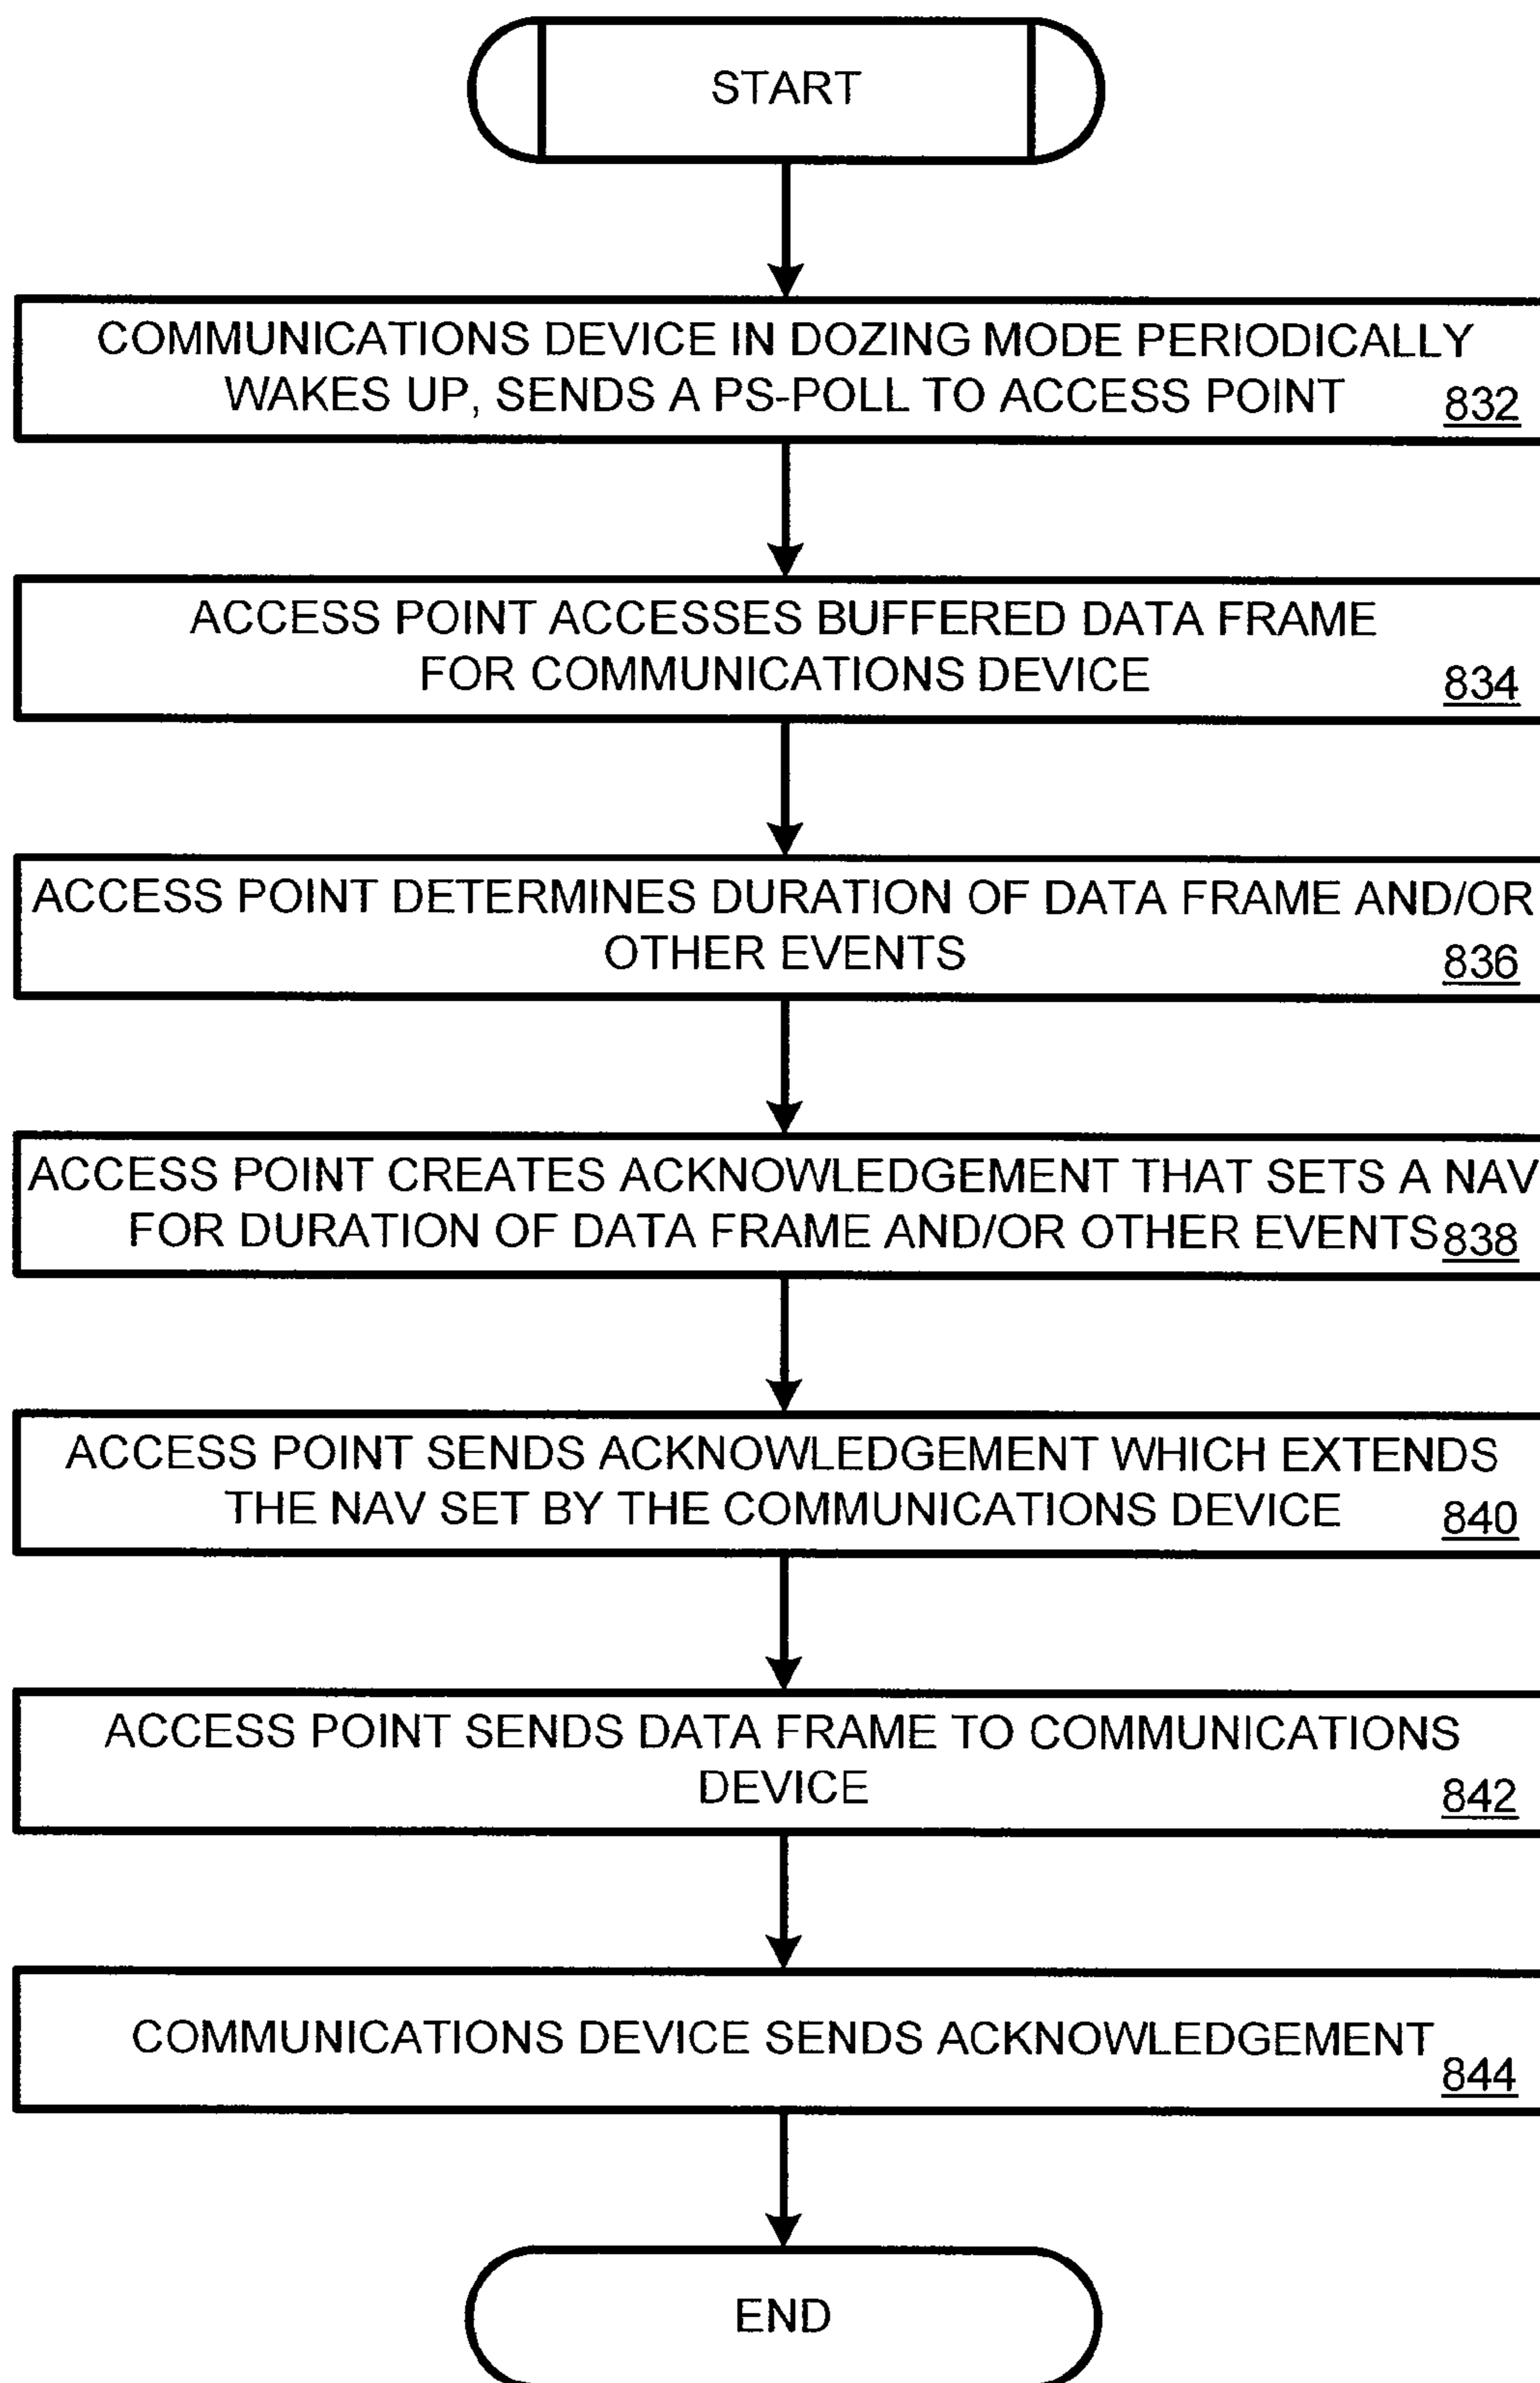 START
COMMUNICATIONS DEVICE IN DOZING MODE PERIODICALLY
WAKES UP, SENDS A PS-POLL TO ACCESS POINT 832
ACCESS POINT ACCESSES BUFFERED DATA FRAME
FOR COMMUNICATIONS DEVICE 834
ACCESS POINT DETERMINES DURATION OF DATA FRAME AND/OR
OTHER EVENTS 836
ACCESS POINT CREATES ACKNOWLEDGEMENT THAT SETS A NAV
FOR DURATION OF DATA FRAME AND/OR OTHER EVENTS 838
ACCESS POINT SENDS ACKNOWLEDGEMENT WHICH EXTENDS
THE NAV SET BY THE COMMUNICATIONS DEVICE 840
ACCESS POINT SENDS DATA FRAME TO COMMUNICATIONS
DEVICE 842
COMMUNICATIONS DEVICE SENDS ACKNOWLEDGEMENT
844
END